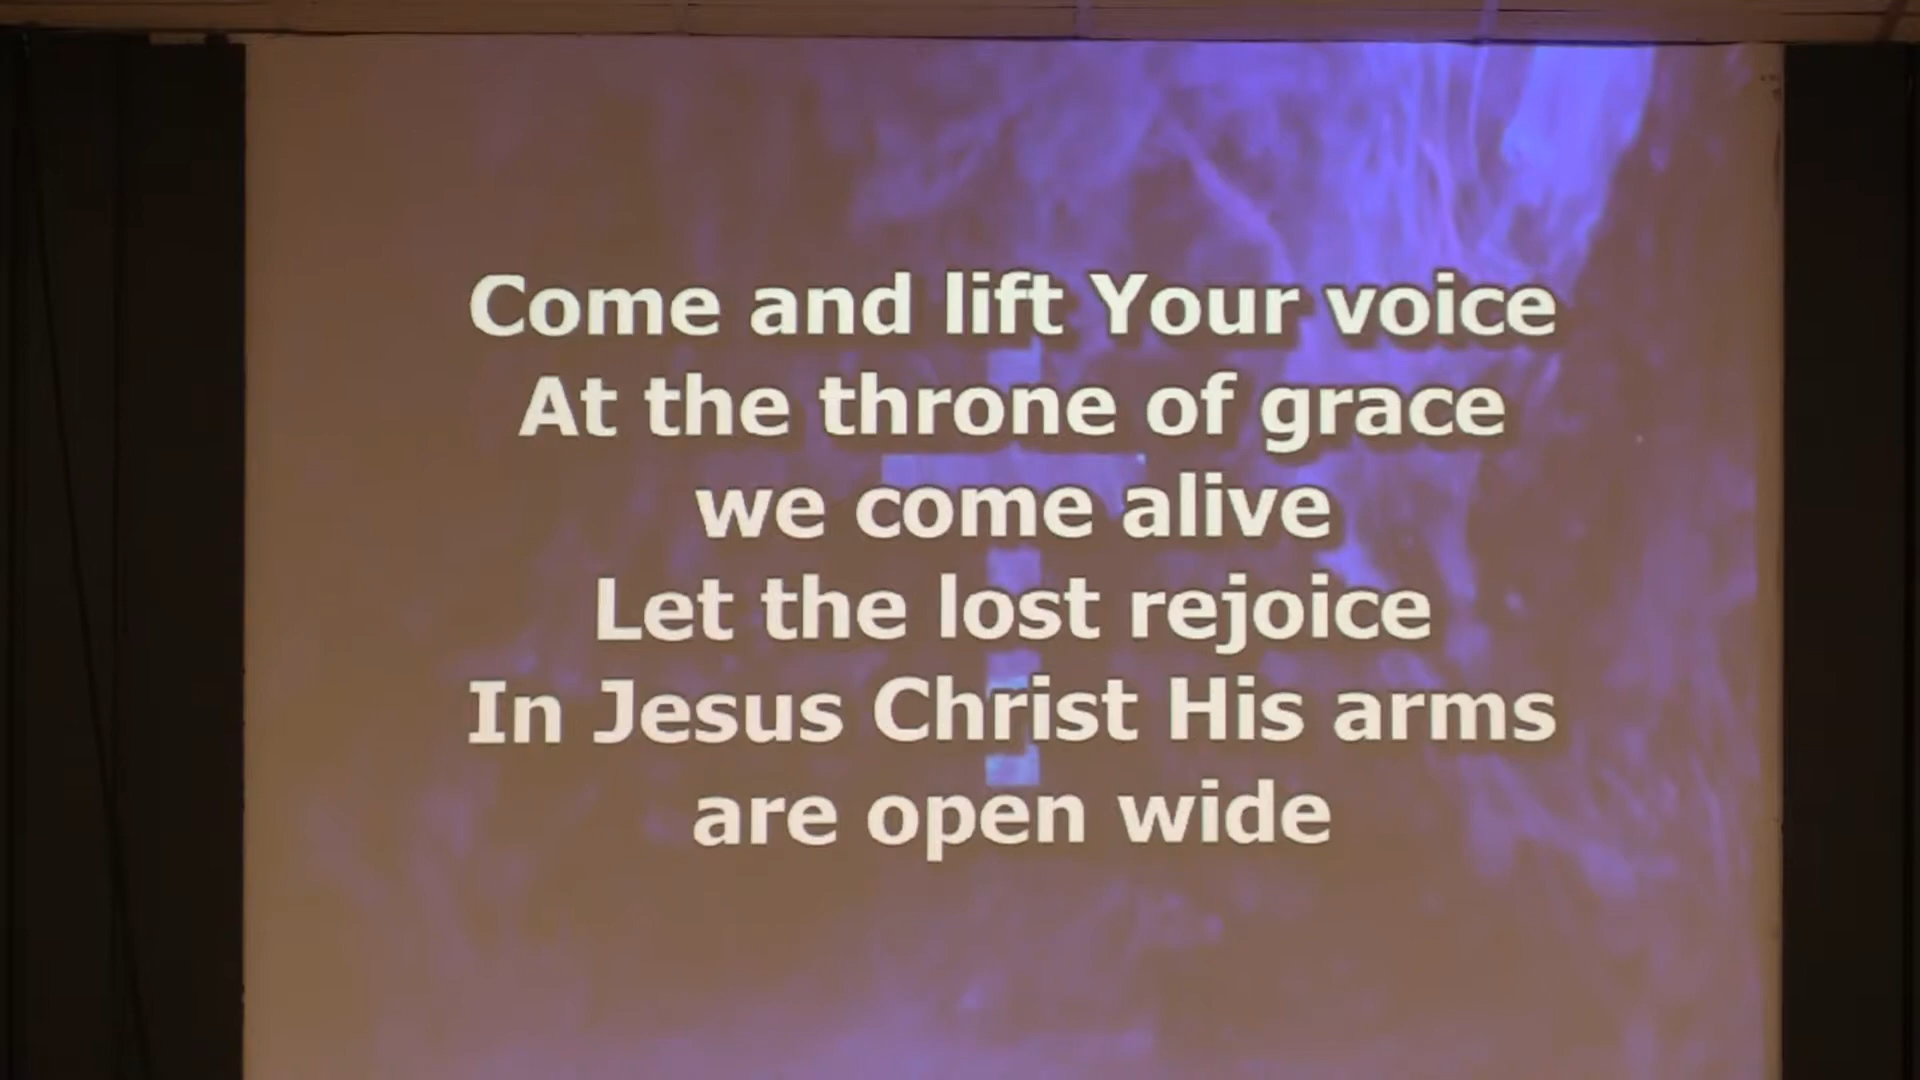 Come and lift Your voice
At the throne of grace
we come alive
Let the lost rejoice
In Jesus Christ His arms
are open wide